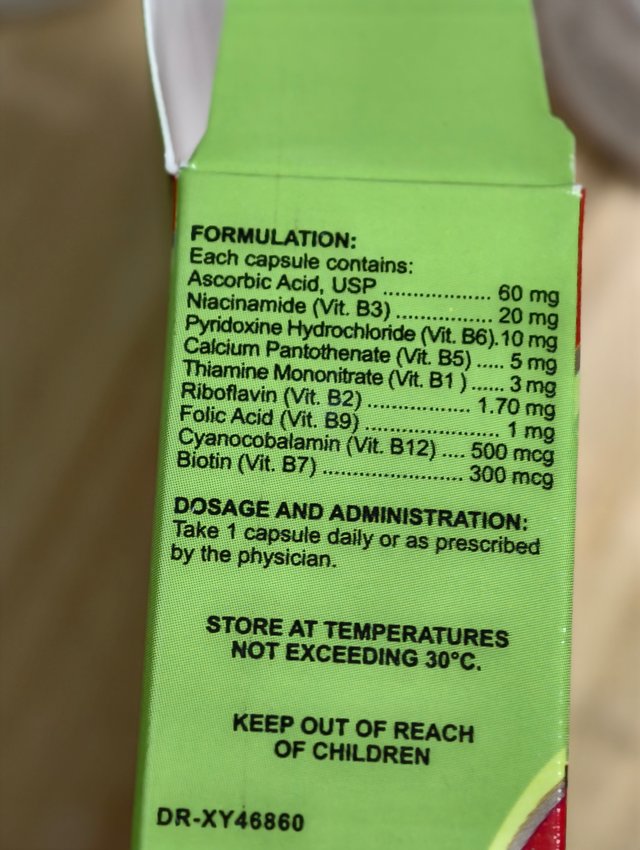 FORMULATION:
Each capsule contains:
Ascorbic Acid, USP .................. 60 mg
Niacinamide (Vit. B3) ................ 20 mg
Pyridoxine Hydrochloride (Vit. B6). 10 mg
Calcium Pantothenate (Vit. B5) ..... 5 mg
Thiamine Mononitrate (Vit. B1 ) ...... 3 mg
Riboflavin (Vit. B2) ................. 1.70 mg
Folic Acid (Vit. B9) ...................... 1 mg
Cyanocobalamin (Vit. B12) .... 500 mcg
Biotin (Vit. B7) ....................... 300 mcg
DOSAGE AND ADMINISTRATION:
Take 1 capsule daily or as prescribed
by the physician.
STORE AT TEMPERATURES
NOT EXCEEDING 30°C.
KEEP OUT OF REACH
OF CHILDREN
DR-XY46860